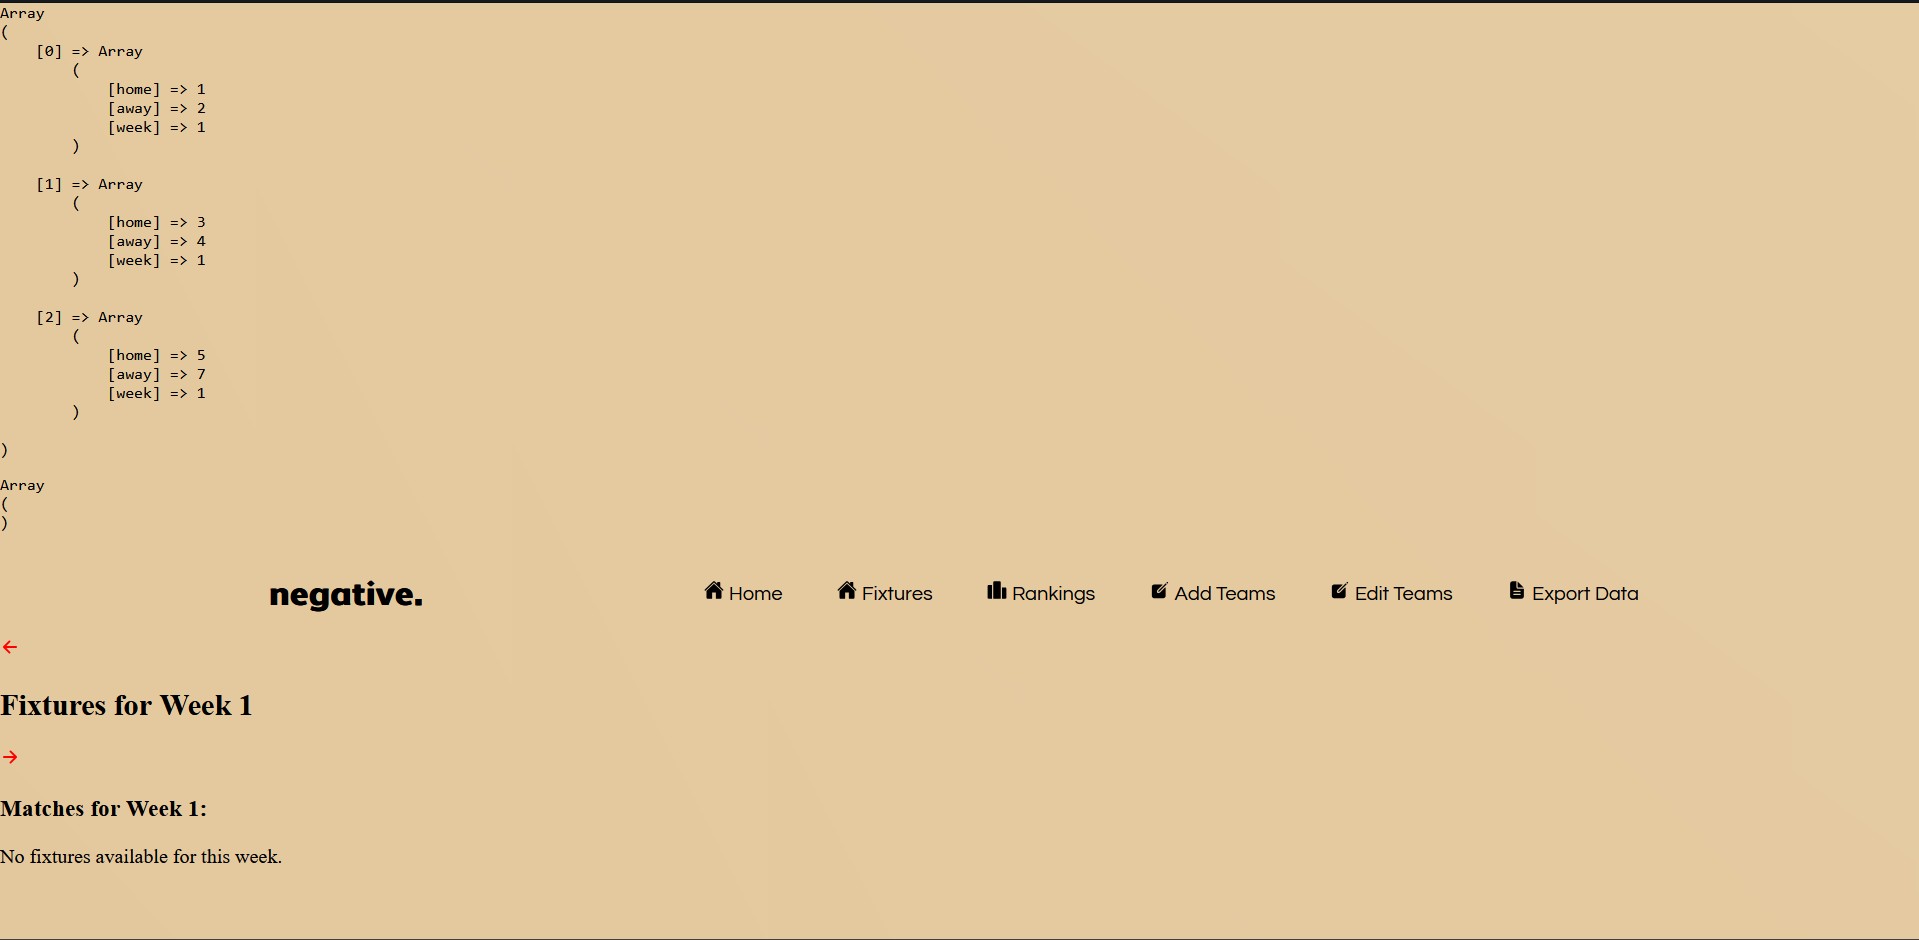 Array
(
    [0] => Array
        (
            [home] => 1
            [away] => 2
            [week] => 1
        )

    [1] => Array
        (
            [home] => 3
            [away] => 4
            [week] => 1
        )

    [2] => Array
        (
            [home] => 5
            [away] => 7
            [week] => 1
        )

)
Array
(
)
negative. Home Fixtures Rankings Add Teams Edit Teams Export Data
←
Fixtures for Week 1
→
Matches for Week 1:
No fixtures available for this week.